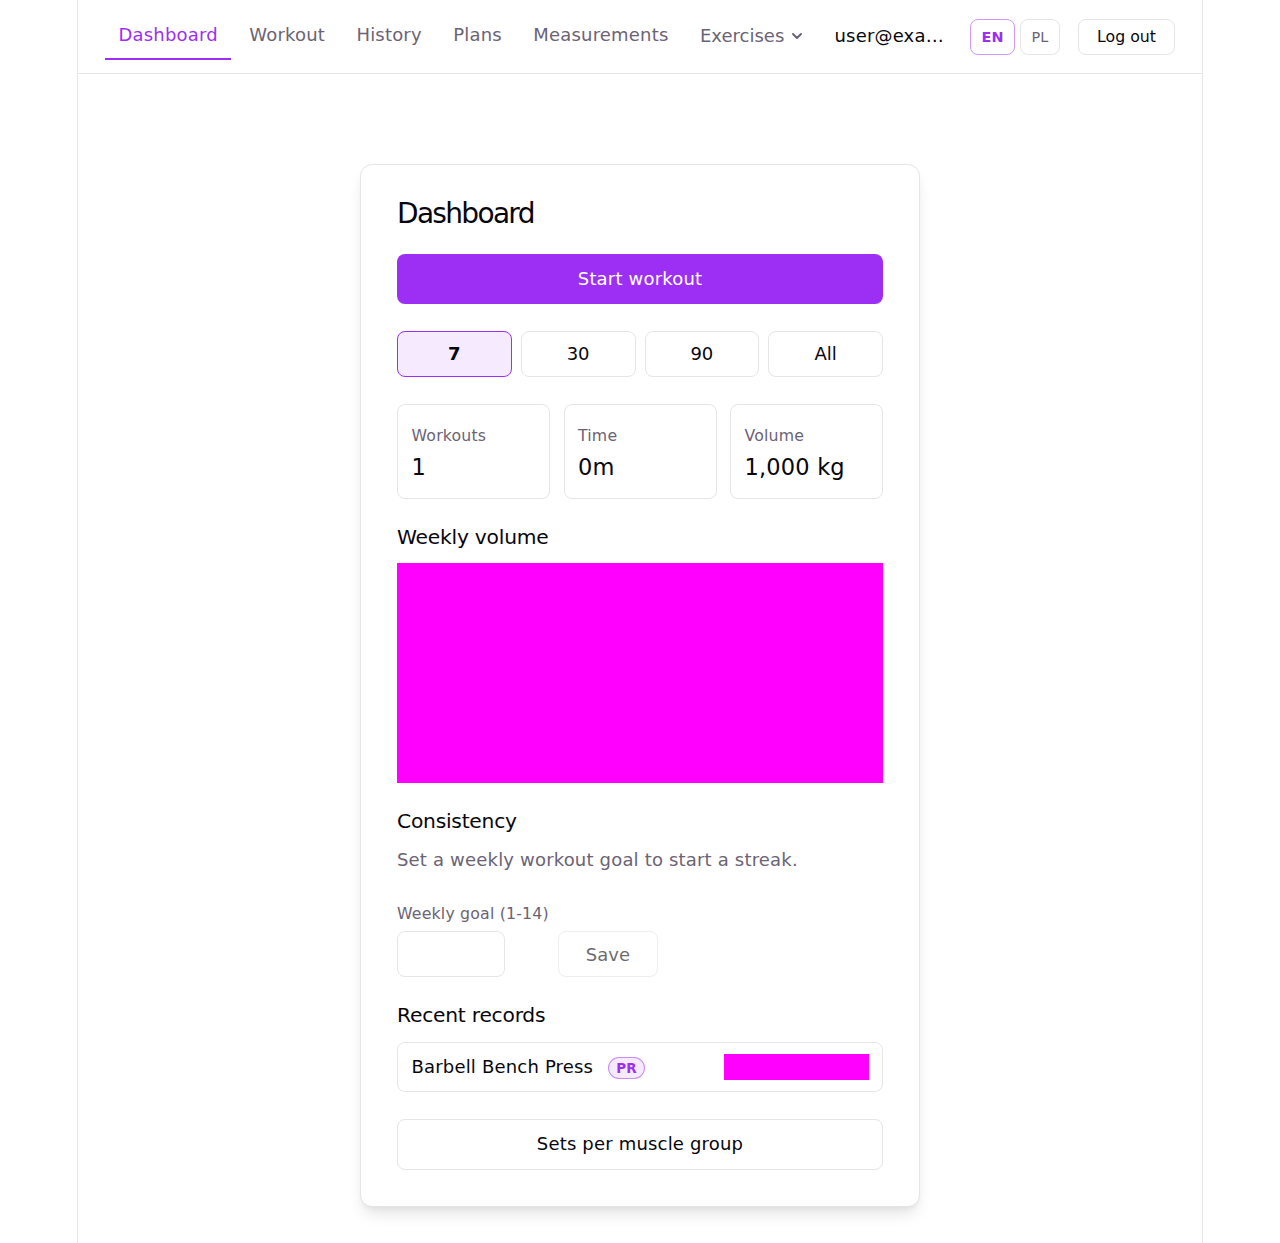 Dashboard Workout History Plans Measurements Exercises user@exa... EN PL Log out
Dashboard
Start workout
7 30 90 All
Workouts Time Volume
1 0m 1,000 kg
Weekly volume
Consistency
Set a weekly workout goal to start a streak.
Weekly goal (1-14)
Save
Recent records
Barbell Bench Press PR
Sets per muscle group